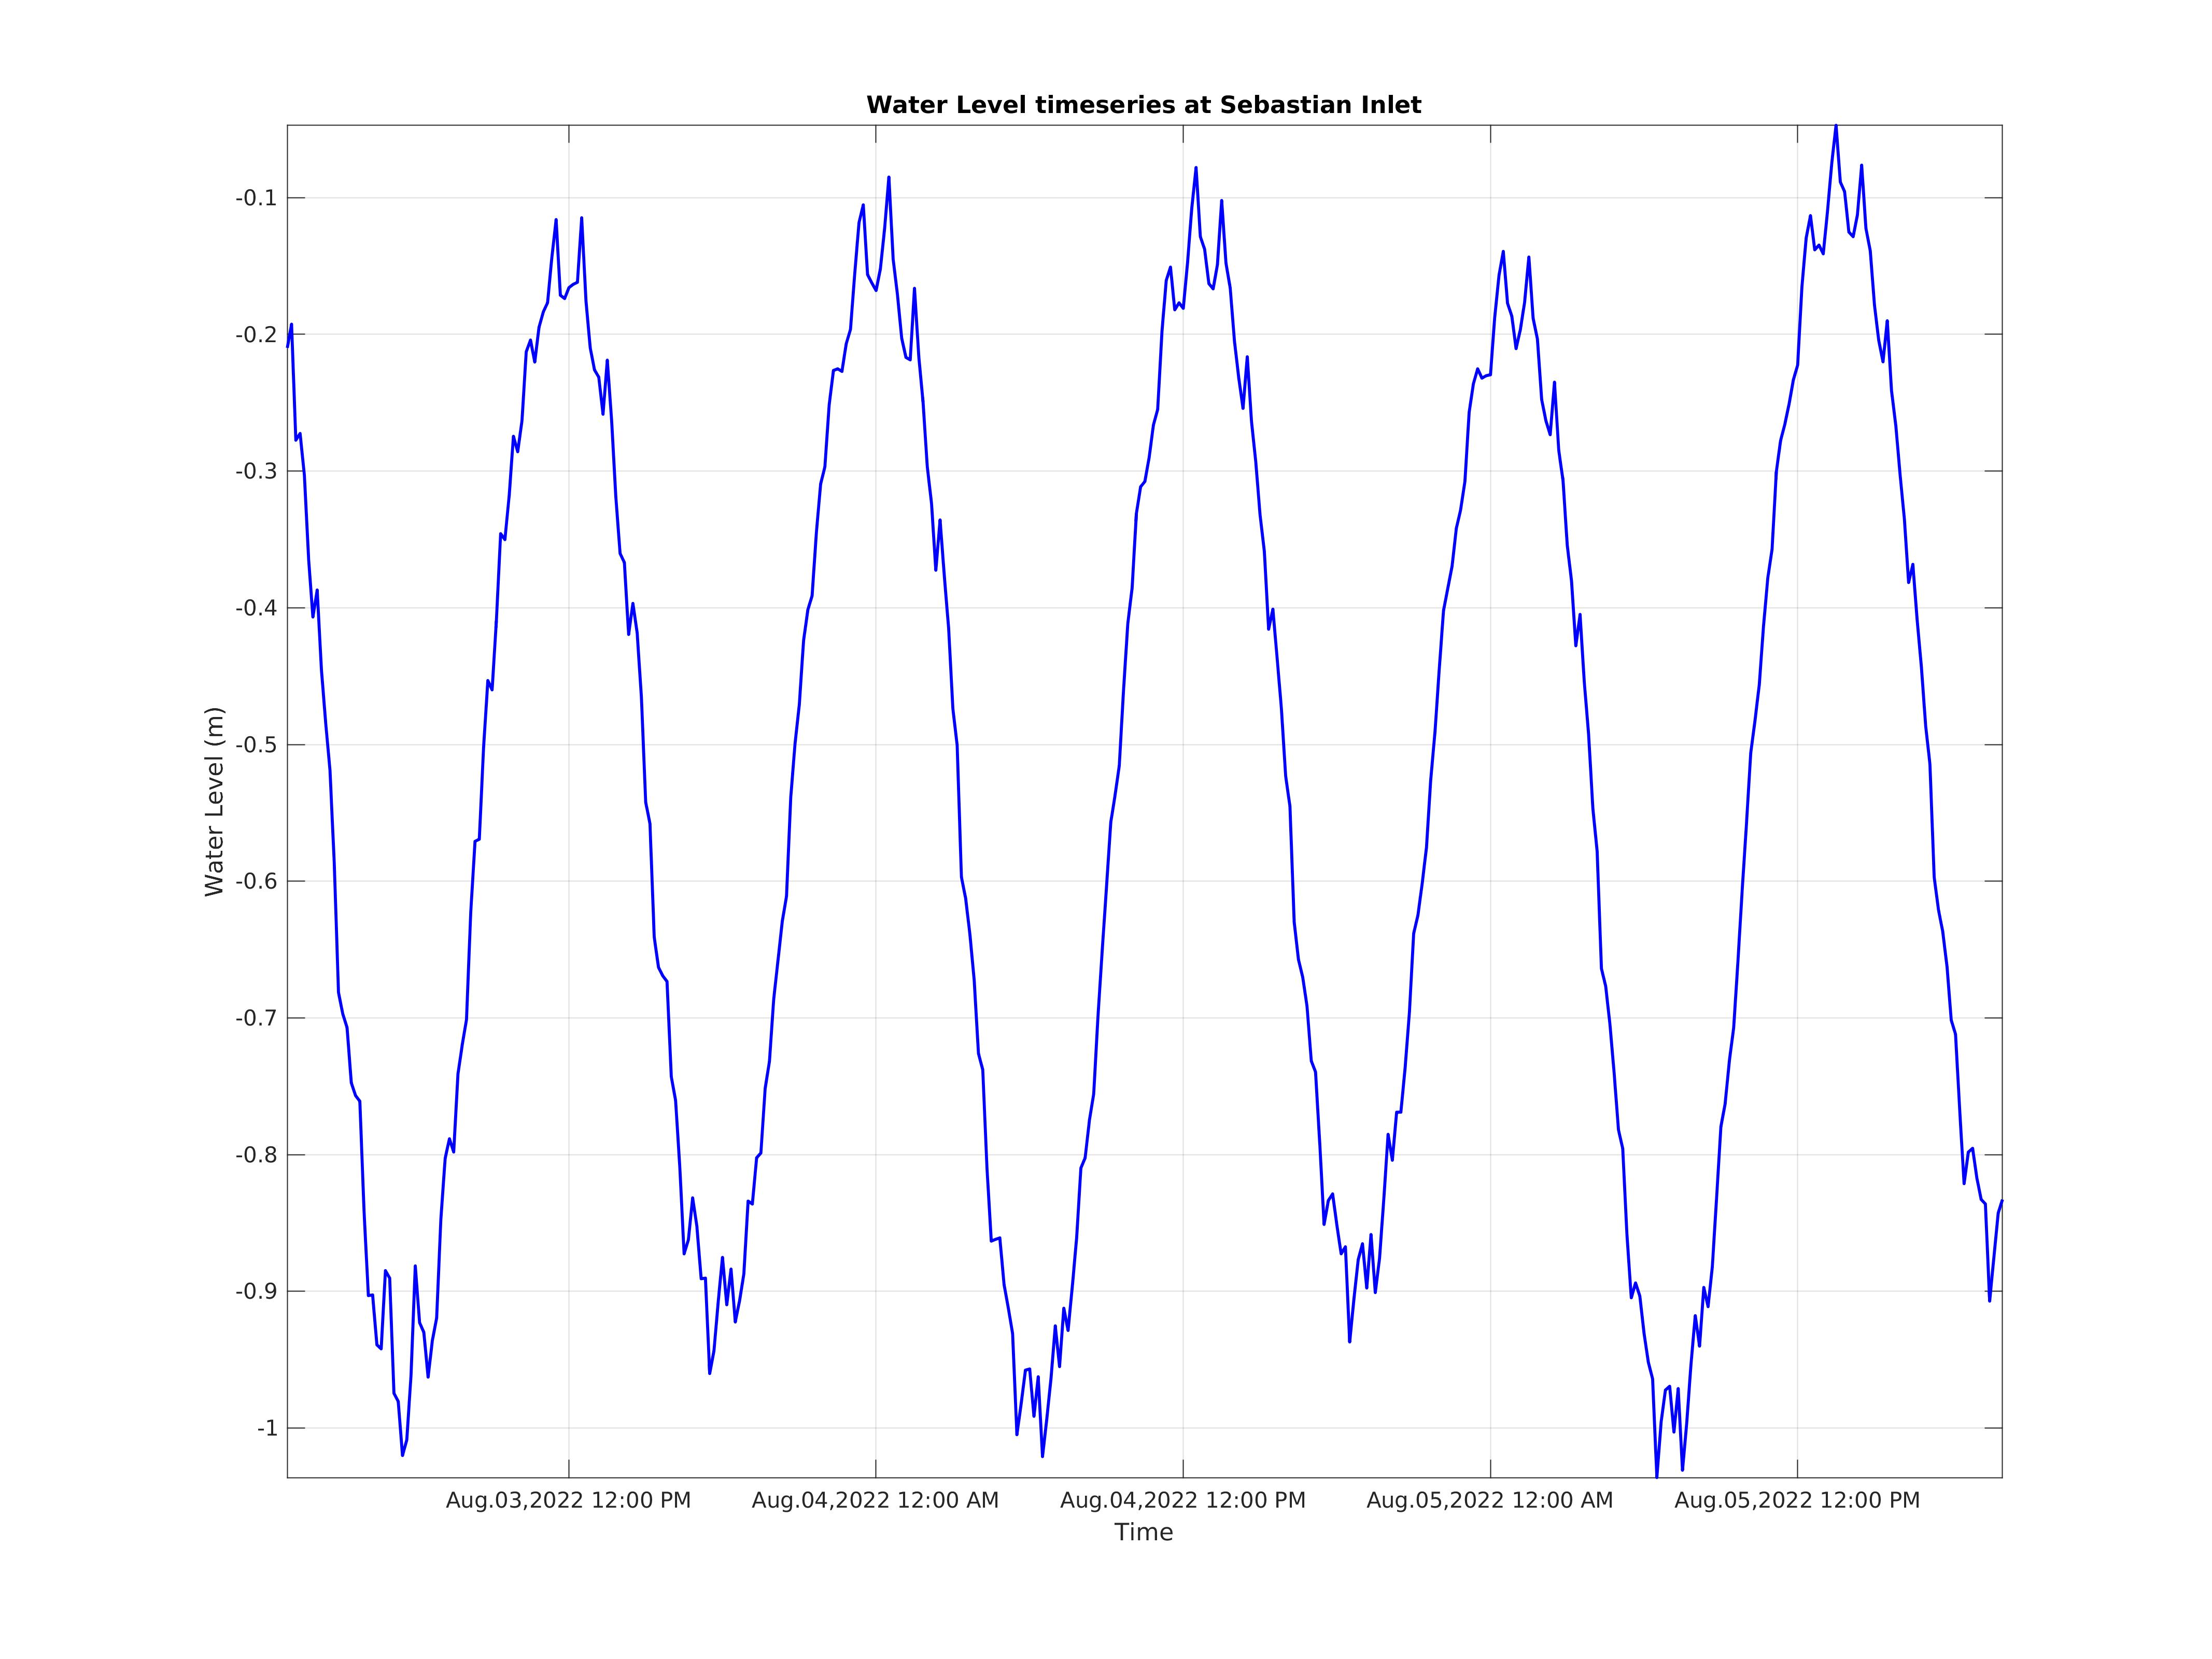 Water Level timeseries at Sebastian Inlet
-0.1
-0.2
-0.3
-0.4
-0.5
-0.6
-0.7
-0.8
-0.9
-1
Water Level (m)
Aug.03,2022 12:00 PM Aug.04,2022 12:00 AM Aug.04,2022 12:00 PM Aug.05,2022 12:00 AM Aug.05,2022 12:00 PM
Time